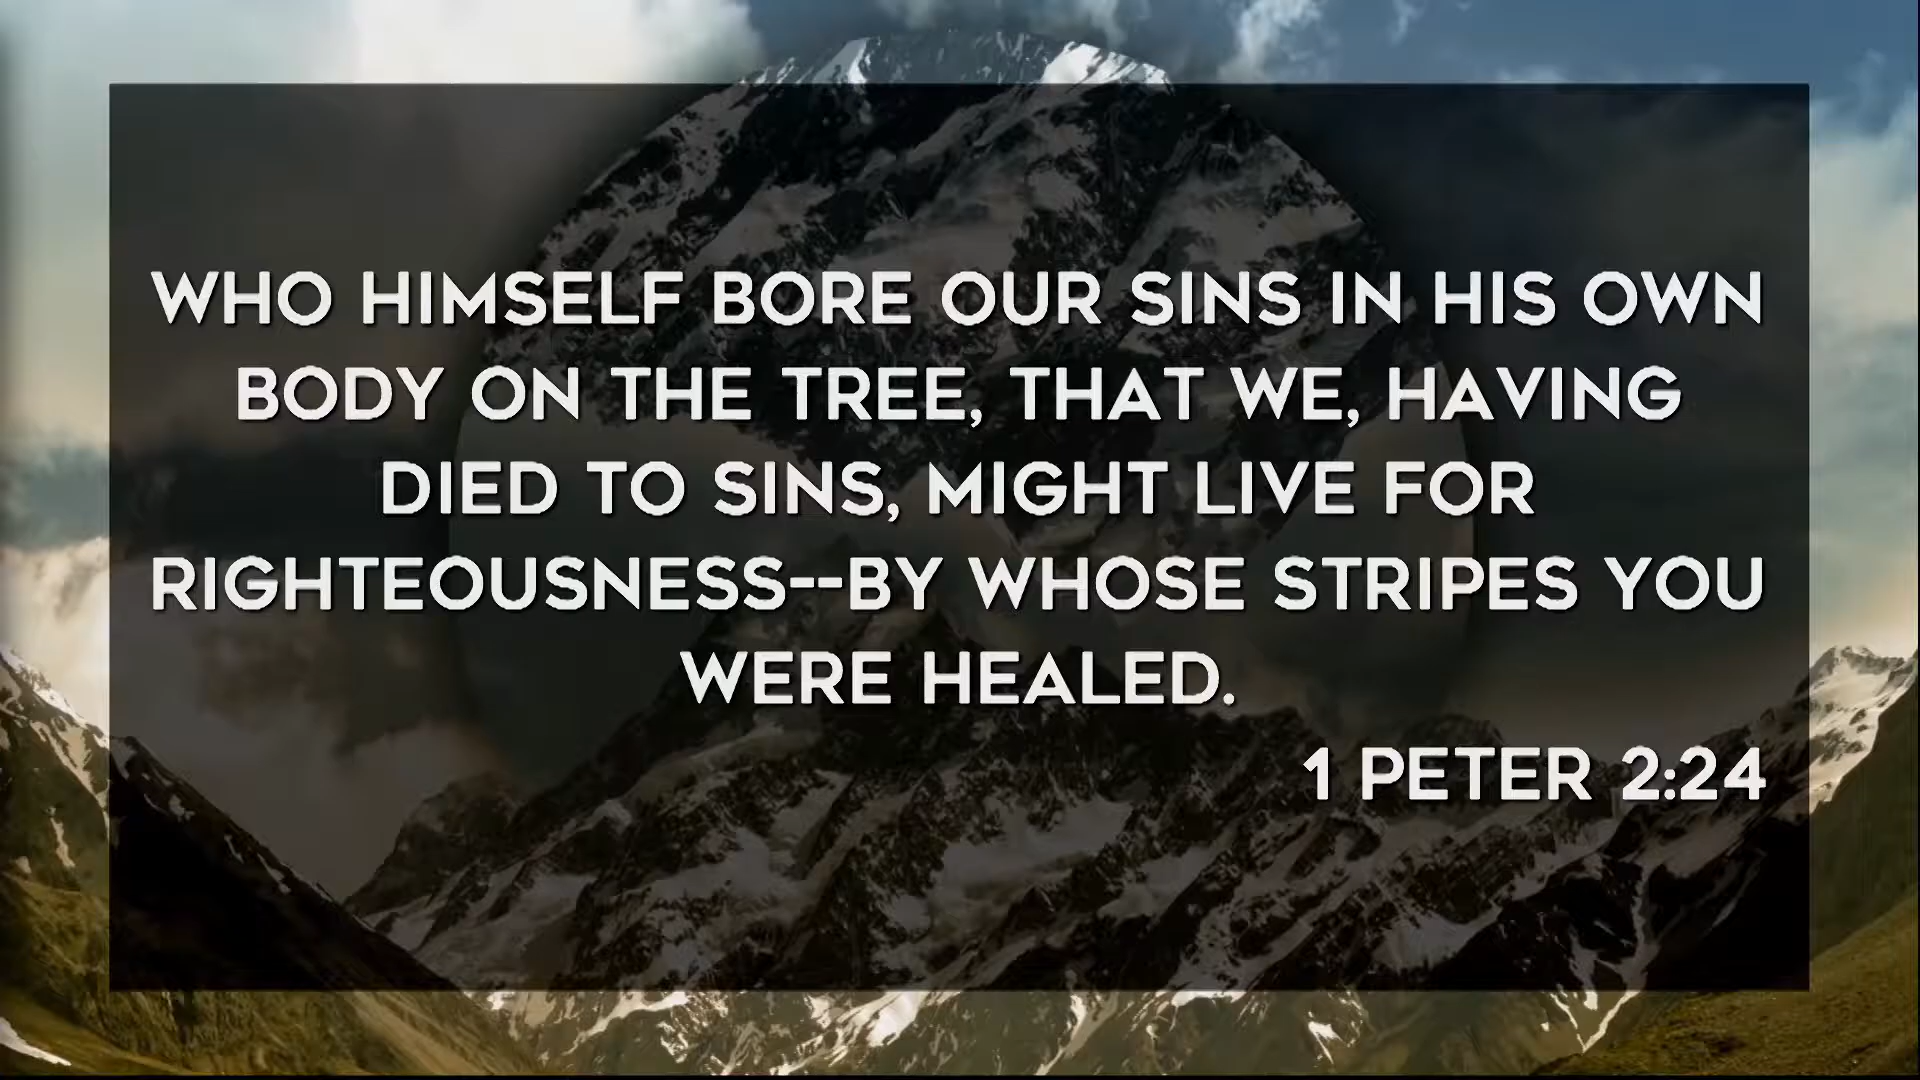 WHO HIMSELF BORE OUR SINS IN HIS OWN
BODY ON THE TREE, THAT WE, HAVING
DIED TO SINS, MIGHT LIVE FOR
RIGHTEOUSNESS--BY WHOSE STRIPES YOU
WERE HEALED.
1 PETER 2:24